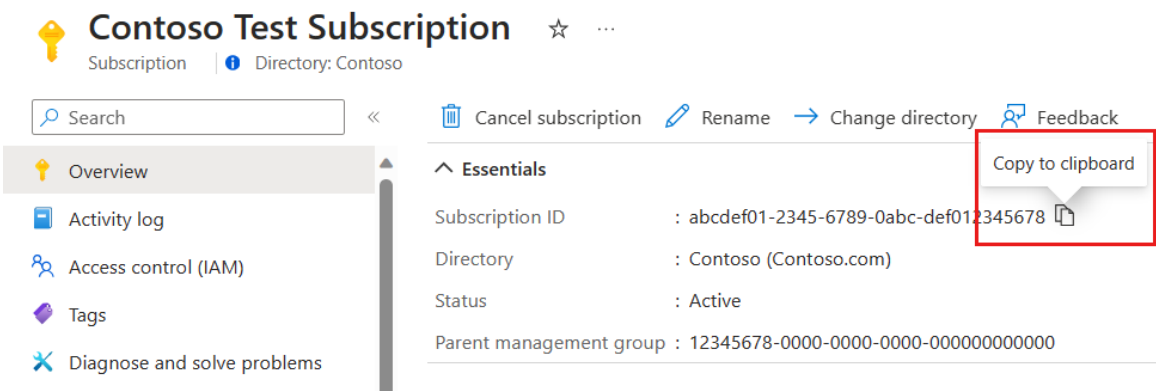 Contoso Test Subscription
Subscription Directory: Contoso
Search
Cancel subscription Rename Change directory Feedback
Copy to clipboard
Overview
Activity log
Access control (IAM)
Tags
Diagnose and solve problems
Essentials
Subscription ID : abcdef01-2345-6789-0abc-def012345678
Directory : Contoso (Contoso.com)
Status : Active
Parent management group : 12345678-0000-0000-0000-000000000000